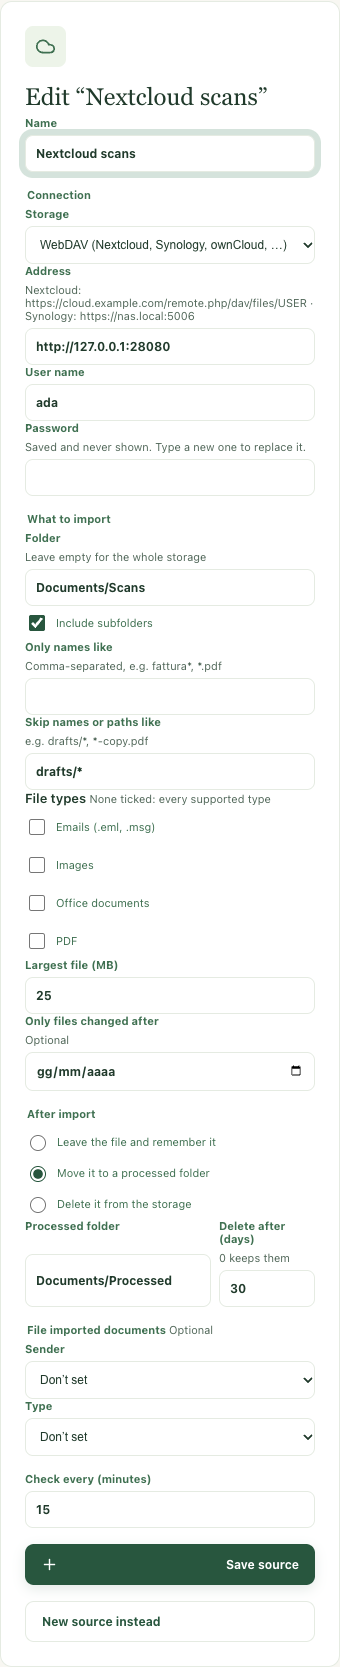 Edit “Nextcloud scans”
Name
Nextcloud scans
Connection
Storage
WebDAV (Nextcloud, Synology, ownCloud, …)
Address
Nextcloud:
https://cloud.example.com/remote.php/dav/files/USER ·
Synology: https://nas.local:5006
http://127.0.0.1:28080
User name
ada
Password
Saved and never shown. Type a new one to replace it.
What to import
Folder
Leave empty for the whole storage
Documents/Scans
Include subfolders
Only names like
Comma-separated, e.g. fattura*, *.pdf
Skip names or paths like
e.g. drafts/*, *-copy.pdf
drafts/*
File types None ticked: every supported type
Emails (.eml, .msg)
Images
Office documents
PDF
Largest file (MB)
25
Only files changed after
Optional
gg/mm/aaaa
After import
Leave the file and remember it
Move it to a processed folder
Delete it from the storage
Processed folder
Documents/Processed
Delete after
(days)
0 keeps them
30
File imported documents Optional
Sender
Don't set
Type
Don't set
Check every (minutes)
15
Save source
New source instead